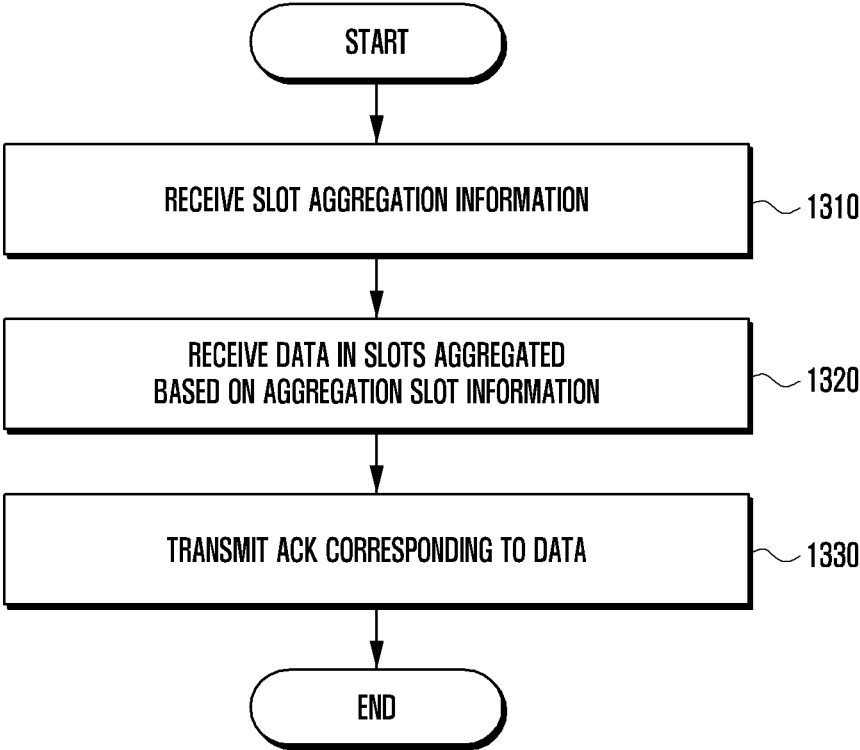 START
RECEIVE SLOT AGGREGATION INFORMATION
1310
RECEIVE DATA IN SLOTS AGGREGATED
BASED ON AGGREGATION SLOT INFORMATION
1320
TRANSMIT ACK CORRESPONDING TO DATA
1330
END